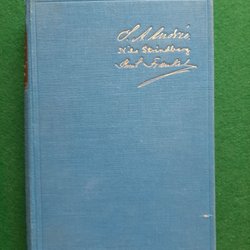 S A Andrée
Nils Strindberg
Knut Frænkel